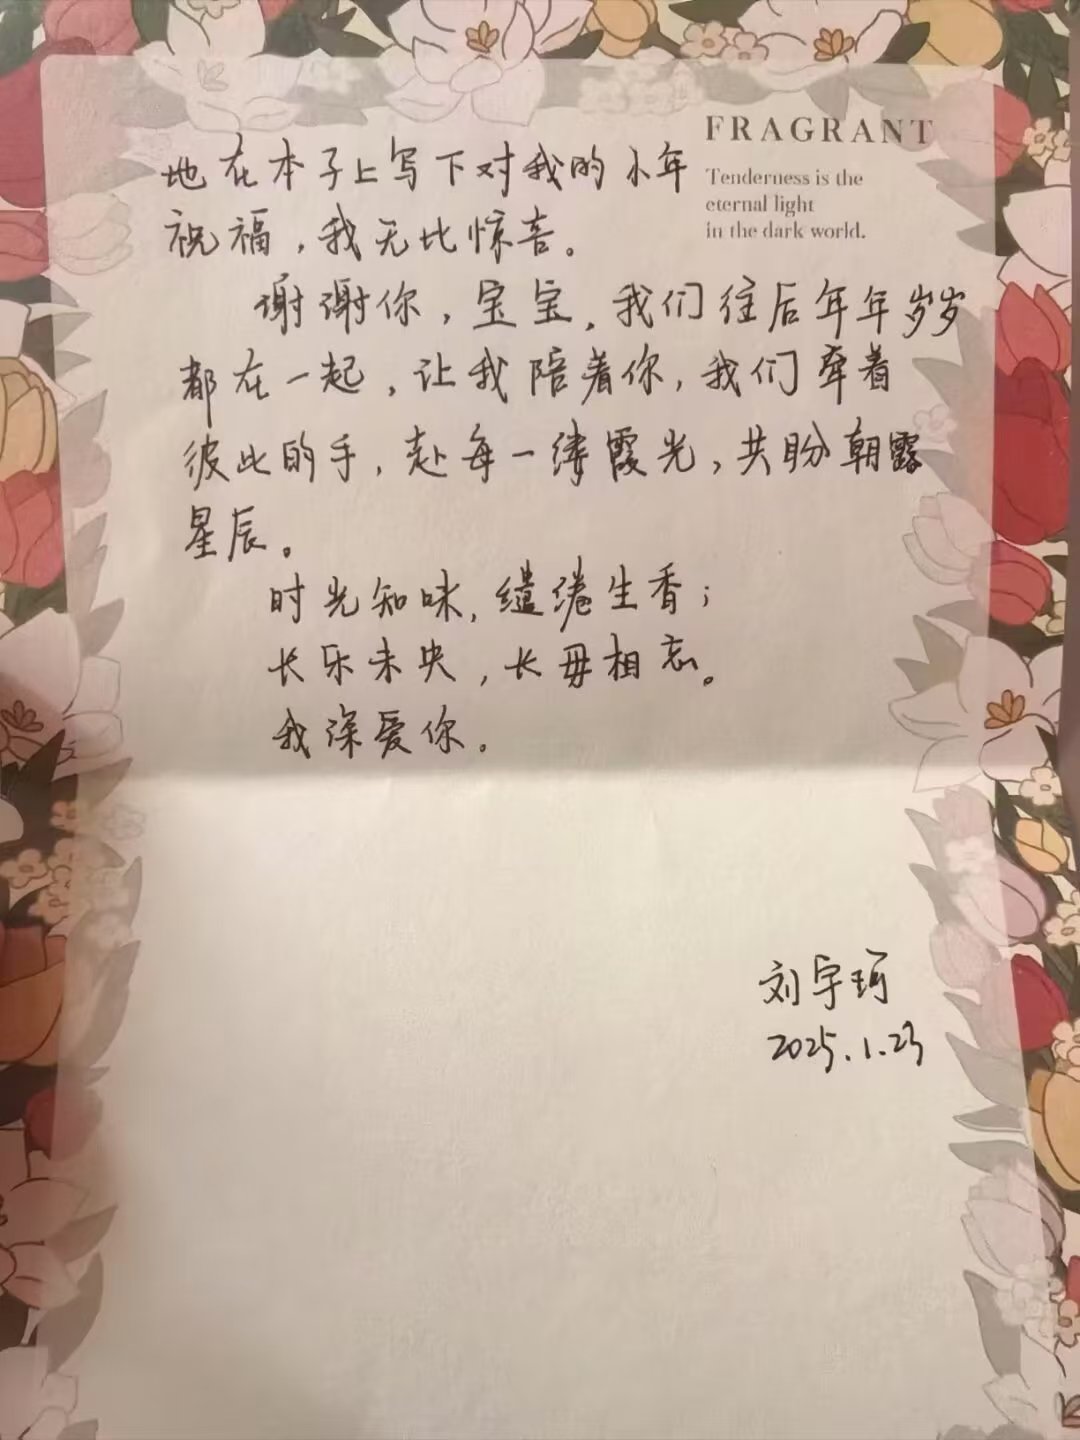 FRAGRANT
Tenderness is the
eternal light
in the dark world.
地在本子上写下对我的小年
祝福，我无比惊喜。
谢谢你，宝宝，我们往后年年岁岁
都在一起，让我陪着你，我们牵着
彼此的手，赴每一缕霞光，共盼朝露
星辰。
时光知味，缱绻生香；
长乐未央，长毋相忘。
我深爱你。
刘宇珂
2025.1.23